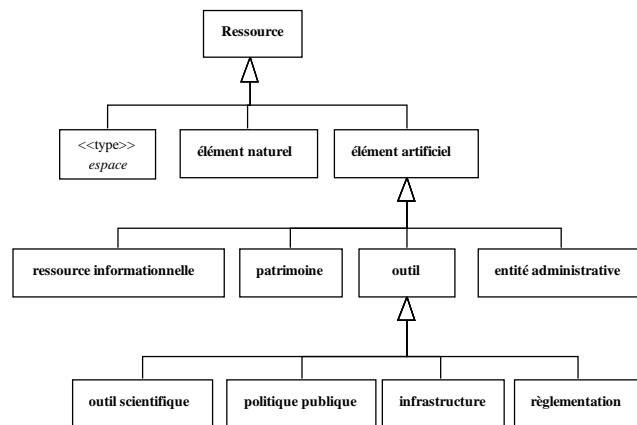 Ressource
<<type>>
espace
élément naturel
élément artificiel
ressource informationnelle
patrimoine
outil
entité administrative
outil scientifique
politique publique
infrastructure
règlementation